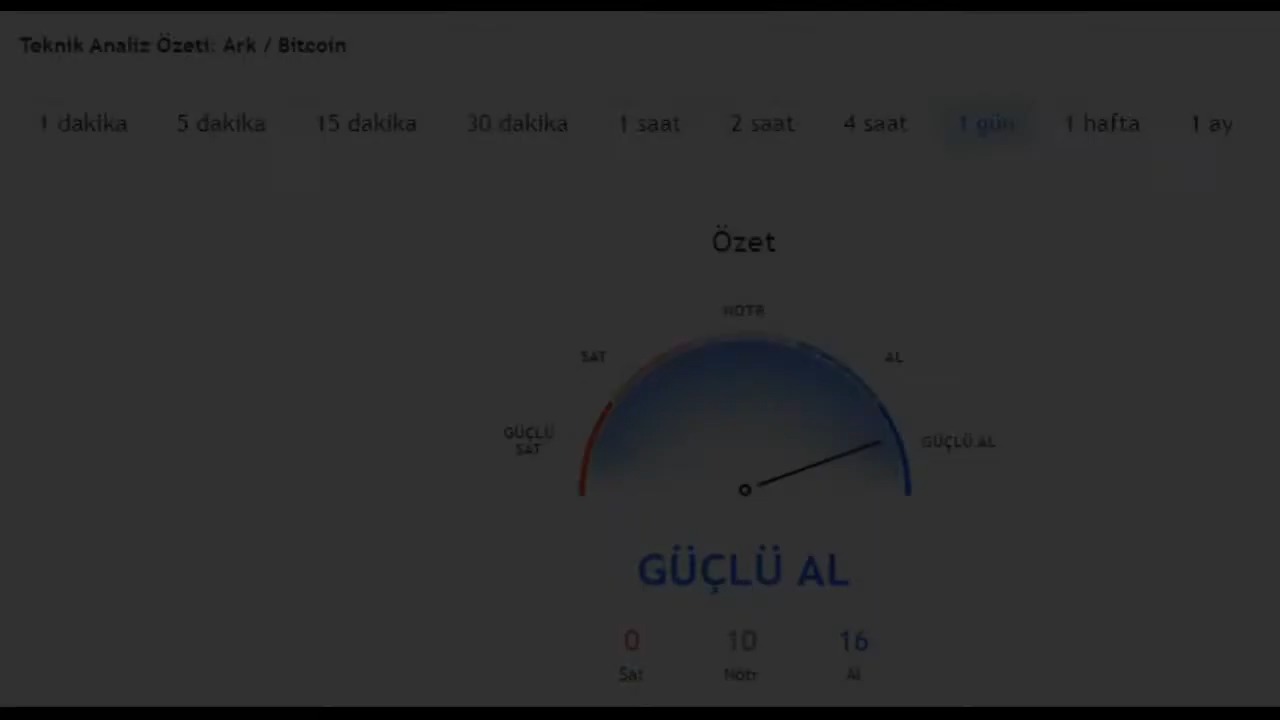 Teknik Analiz Özeti: Ark / Bitcoin
1 dakika 5 dakika 15 dakika 30 dakika 1 saat 2 saat 4 saat 1 gün 1 hafta 1 ay
Özet
NÖTR
SAT AL
GÜÇLÜ
SAT
GÜÇLÜ AL
GÜÇLÜ AL
0 10 16
Sat Nötr Al